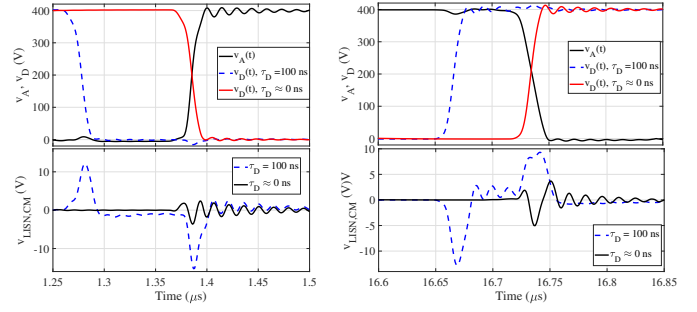 400
300
200
100
0
v_A, v_D (V)
v_A(t)
v_D(t), τ_D =100 ns
v_D(t), τ_D ≈ 0 ns
10
0
-10
v_LISN,CM (V)
τ_D = 100 ns
τ_D ≈ 0 ns
1.25 1.3 1.35 1.4 1.45 1.5
Time (μs)
400
300
200
100
0
v_A, v_D (V)
v_A(t)
v_D(t), τ_D =100 ns
v_D(t), τ_D ≈ 0 ns
10
5
0
-5
-10
v_LISN,CM (V)V
τ_D = 100 ns
τ_D ≈ 0 ns
16.6 16.65 16.7 16.75 16.8 16.85
Time (μs)